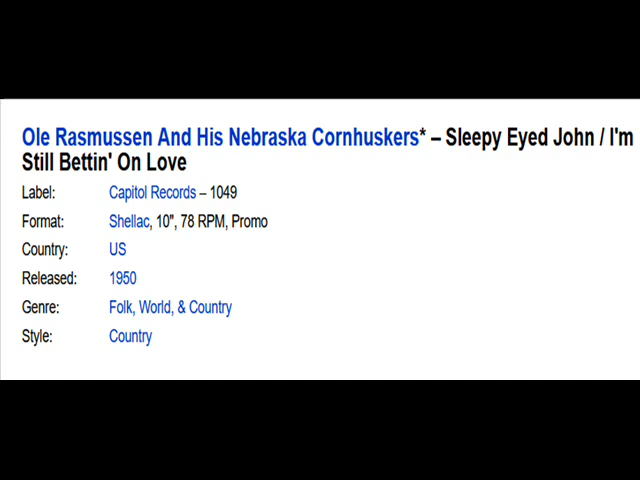 Ole Rasmussen And His Nebraska Cornhuskers* – Sleepy Eyed John / I'm
Still Bettin' On Love
Label: Capitol Records – 1049
Format: Shellac, 10", 78 RPM, Promo
Country: US
Released: 1950
Genre: Folk, World, & Country
Style: Country